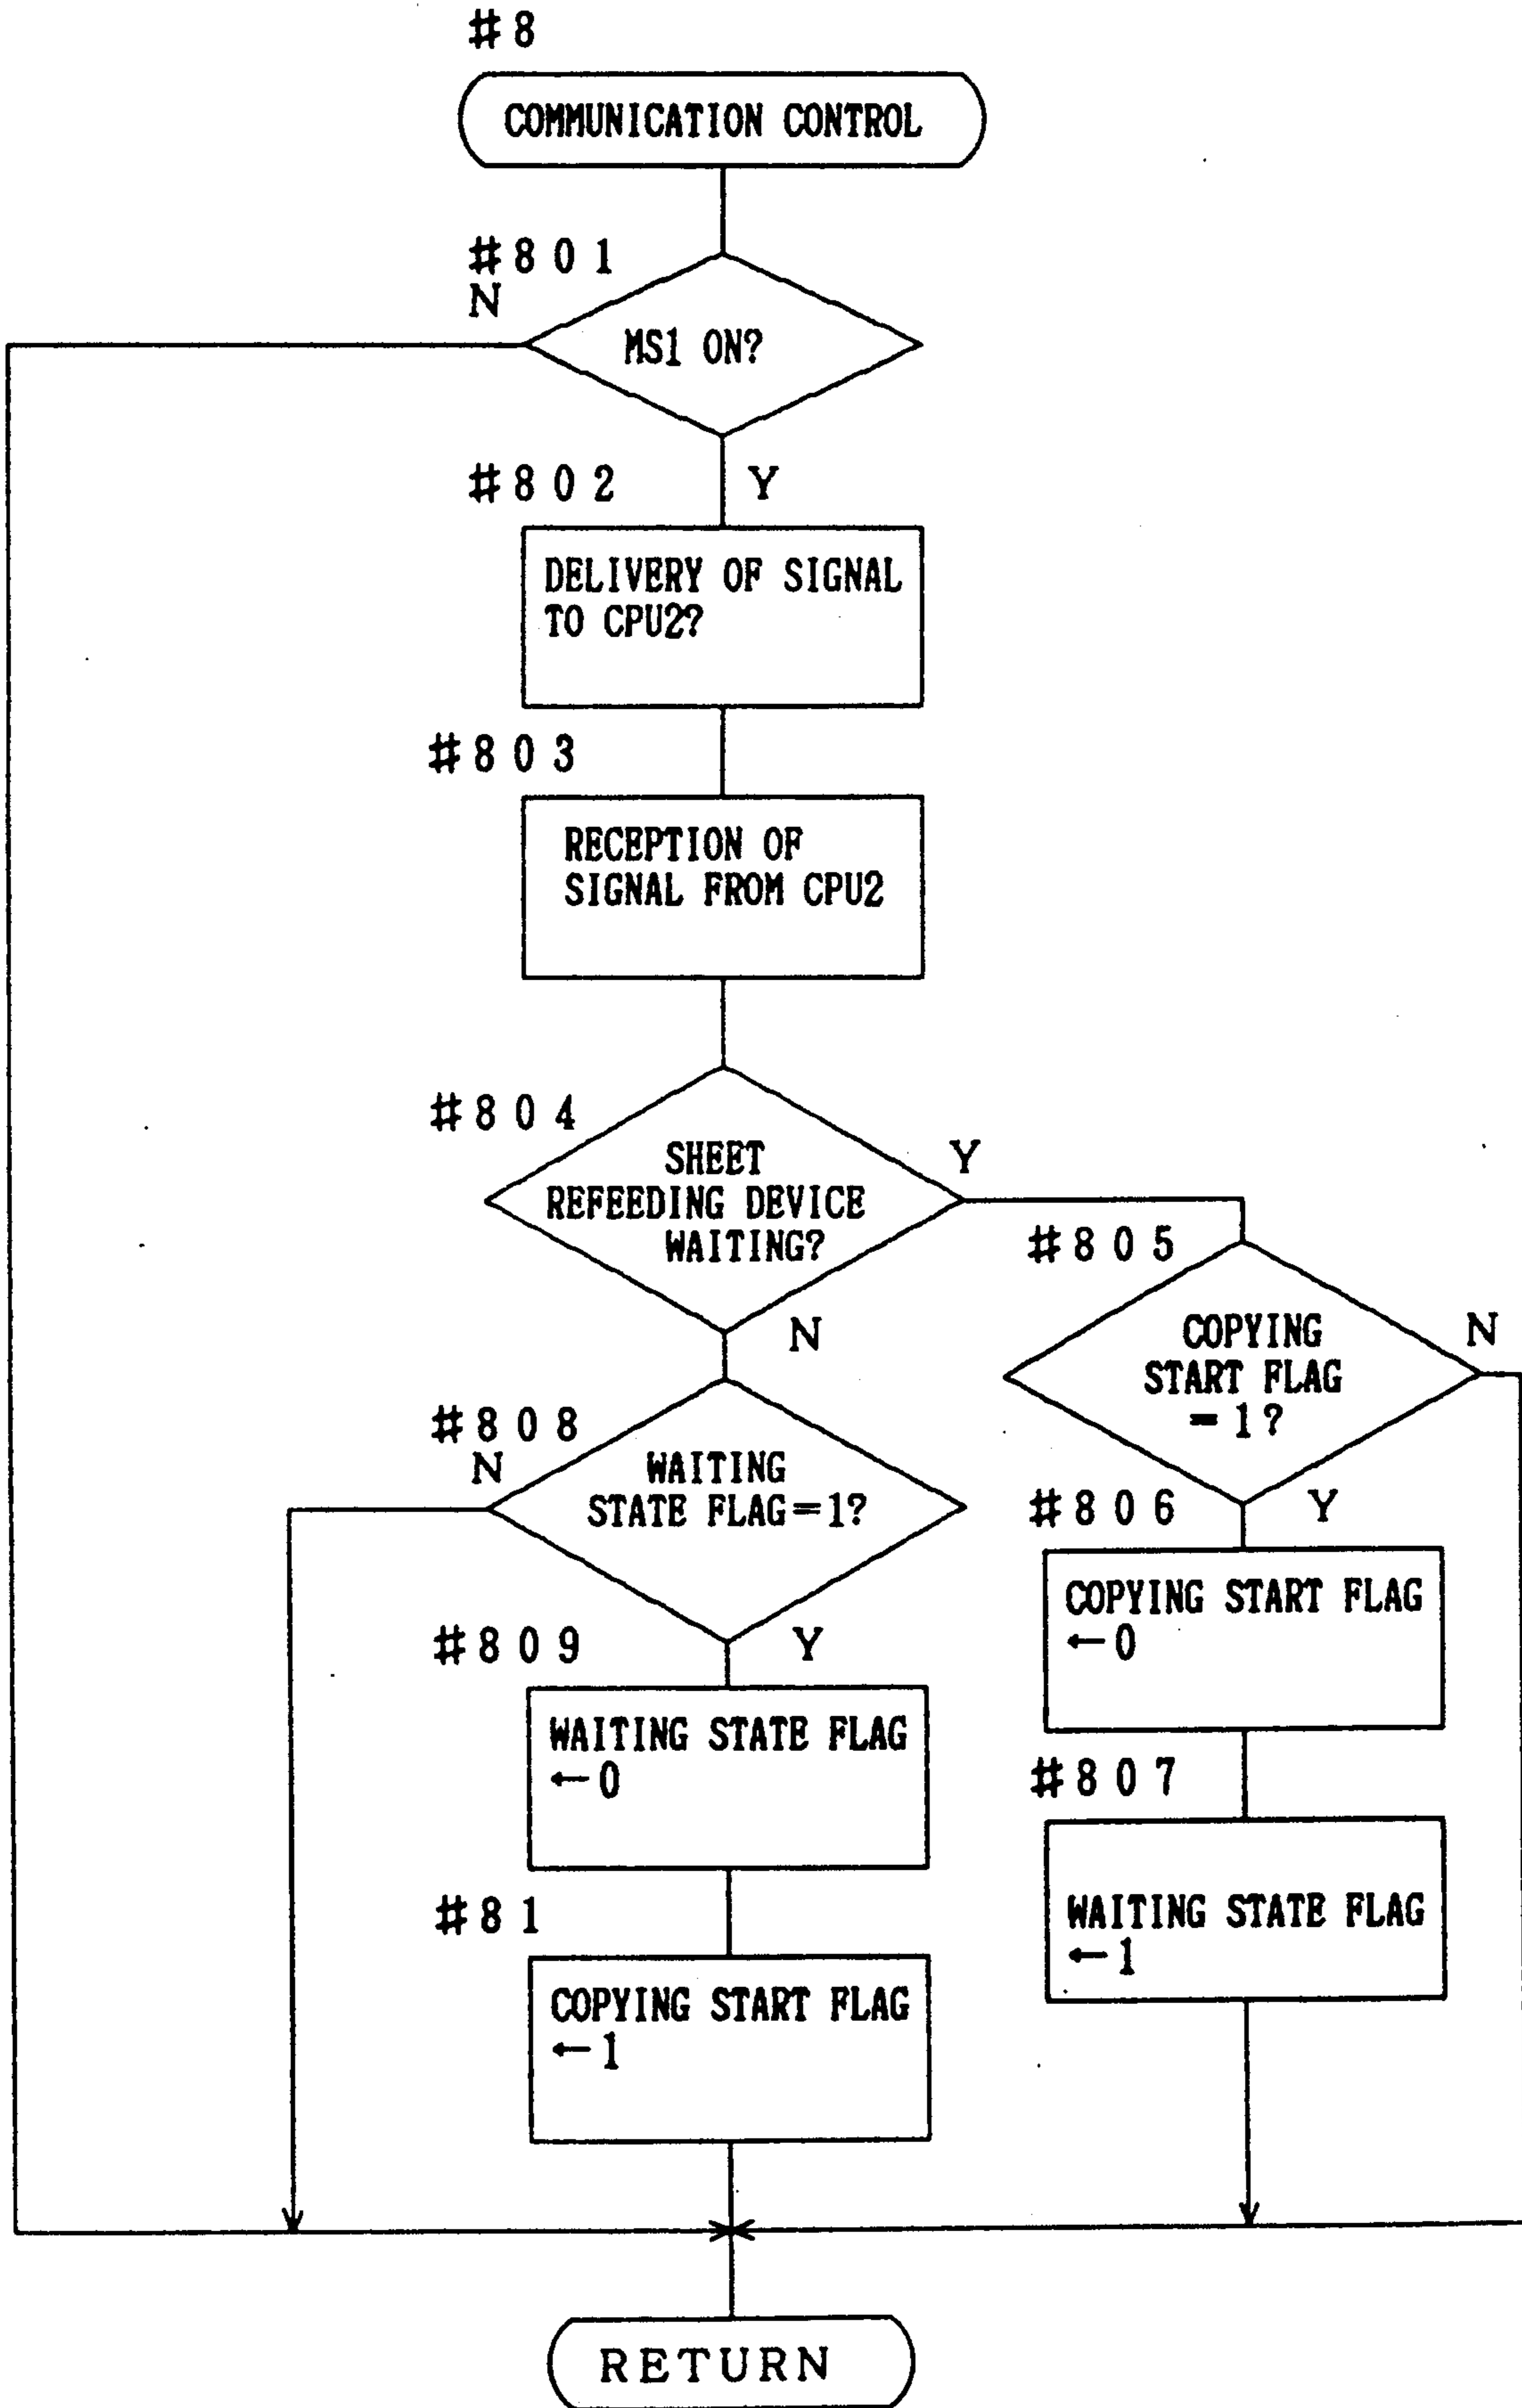 #8
COMMUNICATION CONTROL
#801
N
MS1 ON?
#802
Y
DELIVERY OF SIGNAL
TO CPU2?
#803
RECEPTION OF
SIGNAL FROM CPU2
#804
SHEET
REFEEDING DEVICE
WAITING?
Y
N
#805
COPYING
START FLAG
=1?
N
Y
#806
COPYING START FLAG
←0
#807
WAITING STATE FLAG
←1
#808
N
WAITING
STATE FLAG=1?
Y
#809
WAITING STATE FLAG
←0
#81
COPYING START FLAG
←1
RETURN